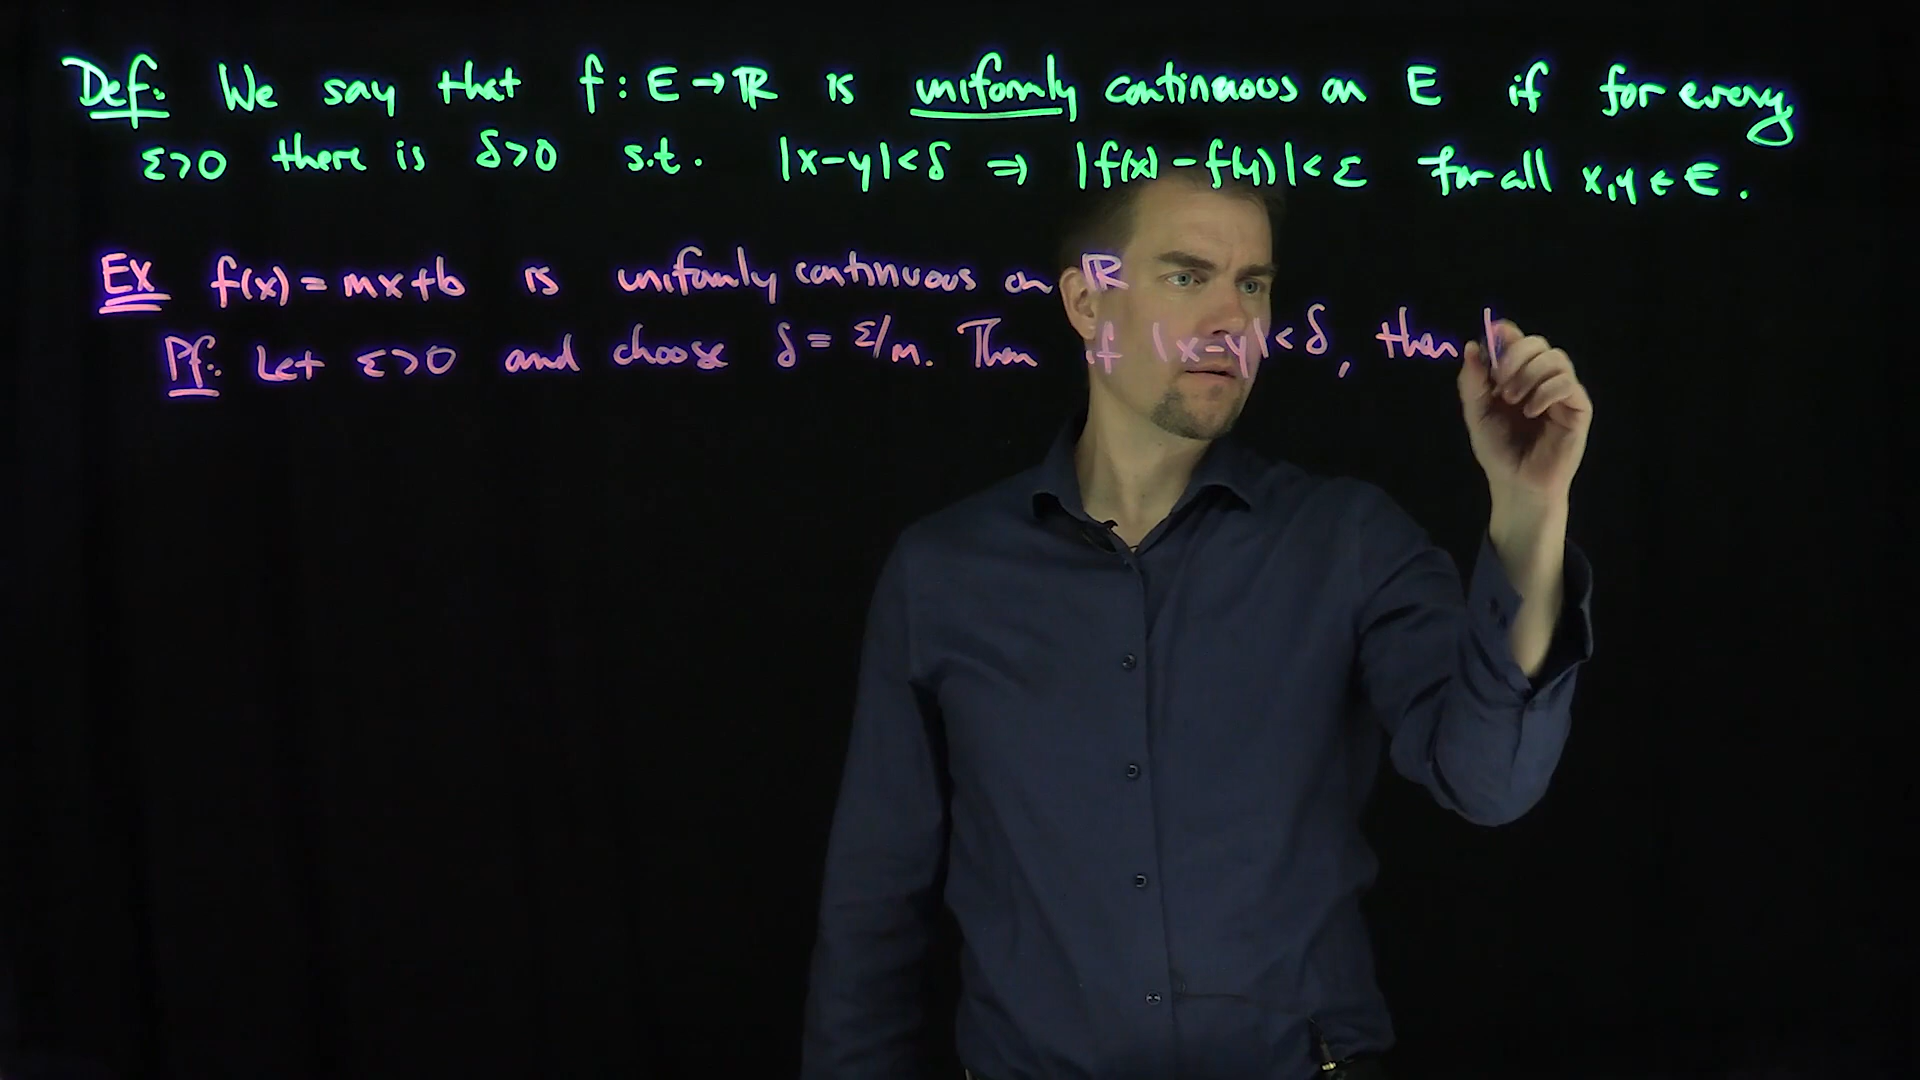 Def: We say that f: E → ℝ is uniformly continuous on E if for every
ε>0 there is δ>0 s.t. |x-y|<δ ⇒ |f(x) - f(y)|<ε for all x,y ∈ E.
Ex f(x) = mx+b is uniformly continuous on ℝ
Pf: Let ε>0 and choose δ = ε/m. Then if |x-y|<δ, then |